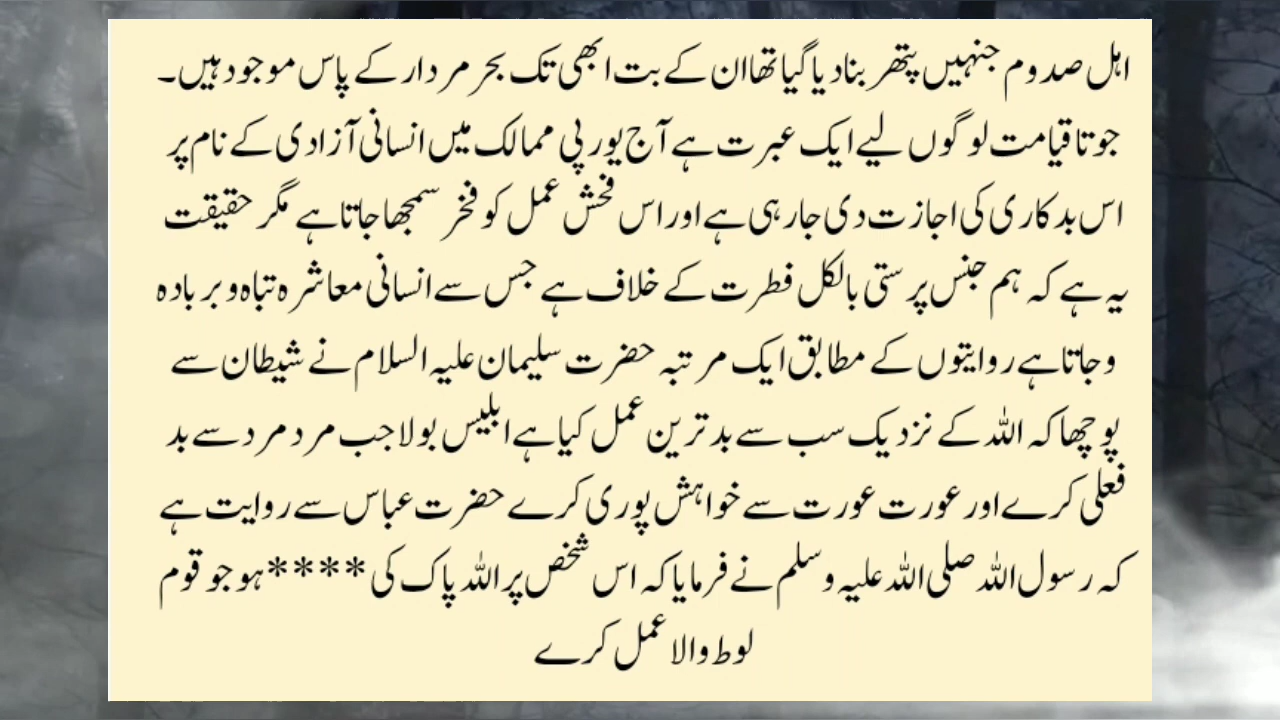 اہل صدوم جنہیں پتھر بنا دیا گیا تھا ان کے بت ابھی تک بحر مردار کے پاس موجود ہیں۔
جو تا قیامت لوگوں لیے ایک عبرت ہے آج یورپی ممالک میں انسانی آزادی کے نام پر
اس بدکاری کی اجازت دی جا رہی ہے اور اس فحش عمل کو فخر سمجھا جاتا ہے مگر حقیقت
یہ ہے کہ ہم جنس پرستی بالکل فطرت کے خلاف ہے جس سے انسانی معاشرہ تباہ و برباد ہ
و جاتا ہے روایتوں کے مطابق ایک مرتبہ حضرت سلیمان علیہ السلام نے شیطان سے
پوچھا کہ اللہ کے نزدیک سب سے بدترین عمل کیا ہے ابلیس بولا جب مرد مرد سے بد
فعلی کرے اور عورت عورت سے خواہش پوری کرے حضرت عباس سے روایت ہے
کہ رسول اللہ صلی اللہ علیہ وسلم نے فرمایا کہ اس شخص پر اللہ پاک کی **** ہو جو قوم
لوط والا عمل کرے